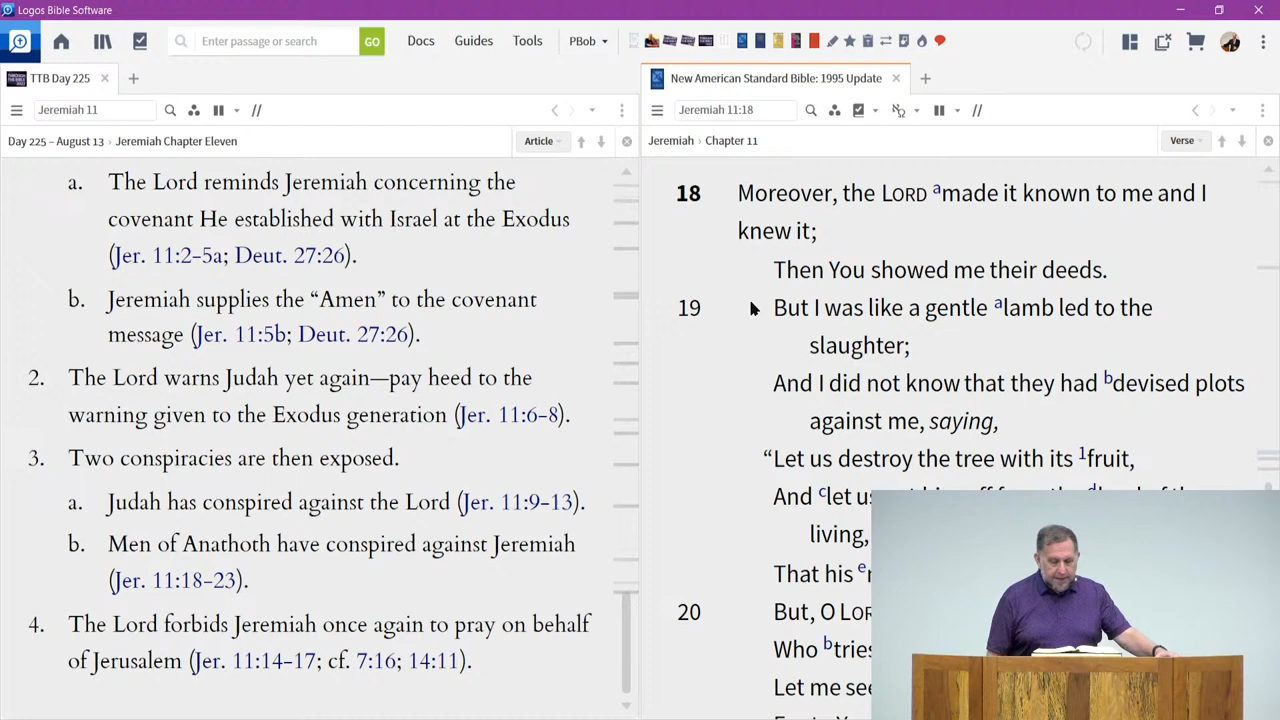 Logos Bible Software
Enter passage or search
GO
Docs
Guides
Tools
PBob
TTB Day 225
New American Standard Bible: 1995 Update
Jeremiah 11
//
Jeremiah 11:18
//
Day 225 – August 13 › Jeremiah Chapter Eleven
Article
Jeremiah › Chapter 11
Verse
a. The Lord reminds Jeremiah concerning the
covenant He established with Israel at the Exodus
(Jer. 11:2–5a; Deut. 27:26).
b. Jeremiah supplies the “Amen” to the covenant
message (Jer. 11:5b; Deut. 27:26).
2. The Lord warns Judah yet again—pay heed to the
warning given to the Exodus generation (Jer. 11:6–8).
3. Two conspiracies are then exposed.
a. Judah has conspired against the Lord (Jer. 11:9–13).
b. Men of Anathoth have conspired against Jeremiah
(Jer. 11:18–23).
4. The Lord forbids Jeremiah once again to pray on behalf
of Jerusalem (Jer. 11:14–17; cf. 7:16; 14:11).
18 Moreover, the LORD amade it known to me and I
knew it;
Then You showed me their deeds.
19 But I was like a gentle alamb led to the
slaughter;
And I did not know that they had bdevised plots
against me, saying,
“Let us destroy the tree with its 1fruit,
And clet us
living,
That his e
20 But, O LOR
Who btries
Let me see